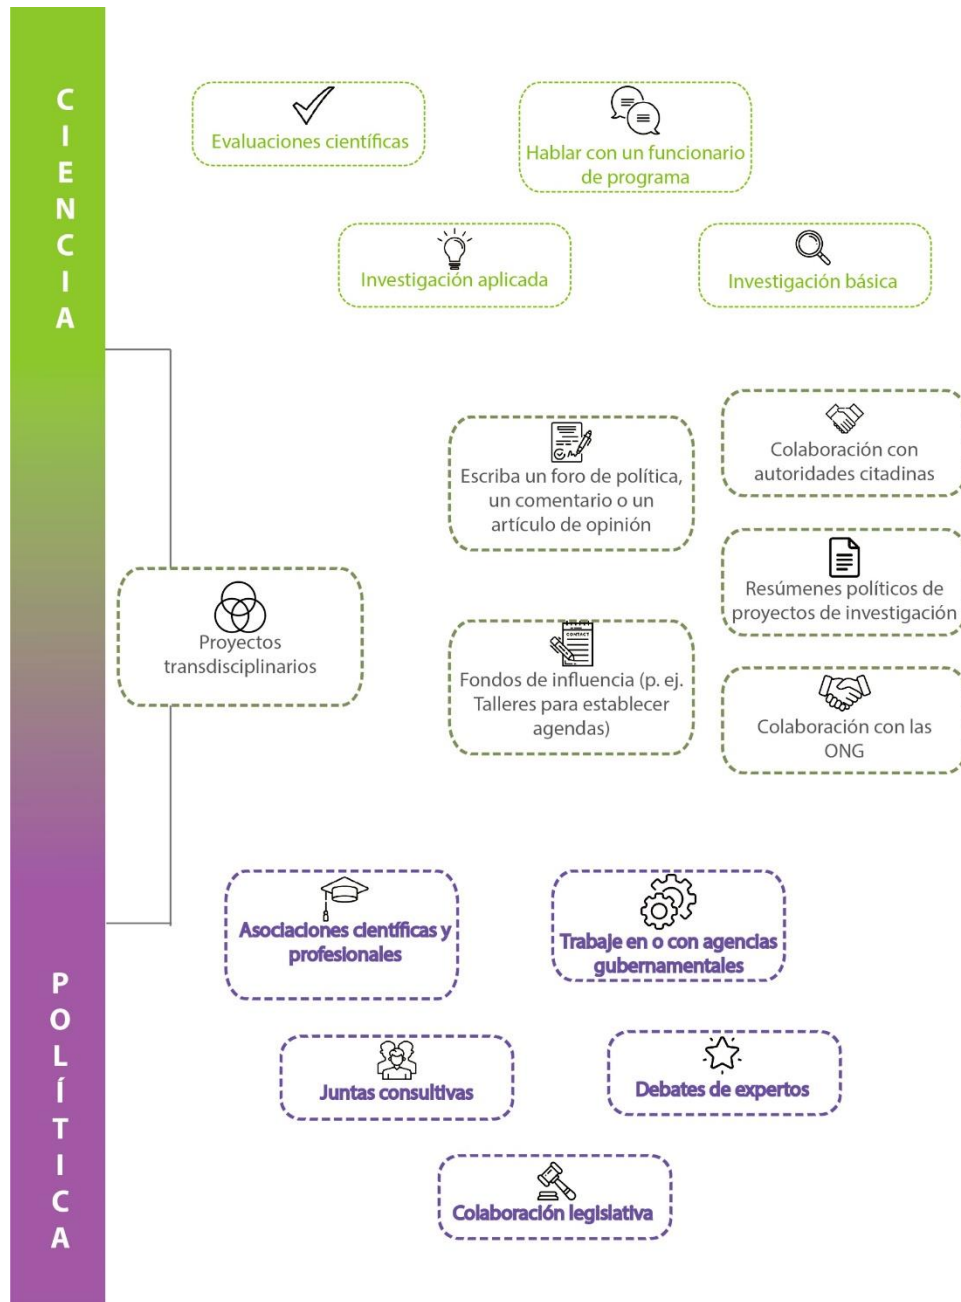 CIENCIA
Evaluaciones científicas
Hablar con un funcionario
de programa
Investigación aplicada
Investigación básica
Escriba un foro de política,
un comentario o un
artículo de opinión
Colaboración con
autoridades citadinas
Proyectos
transdisciplinarios
Resúmenes políticos de
proyectos de investigación
CONTACT
Fondos de influencia (p. ej.
Talleres para establecer
agendas)
Colaboración con las
ONG
POLÍTICA
Asociaciones científicas y
profesionales
Trabaje en o con agencias
gubernamentales
Juntas consultivas
Debates de expertos
Colaboración legislativa